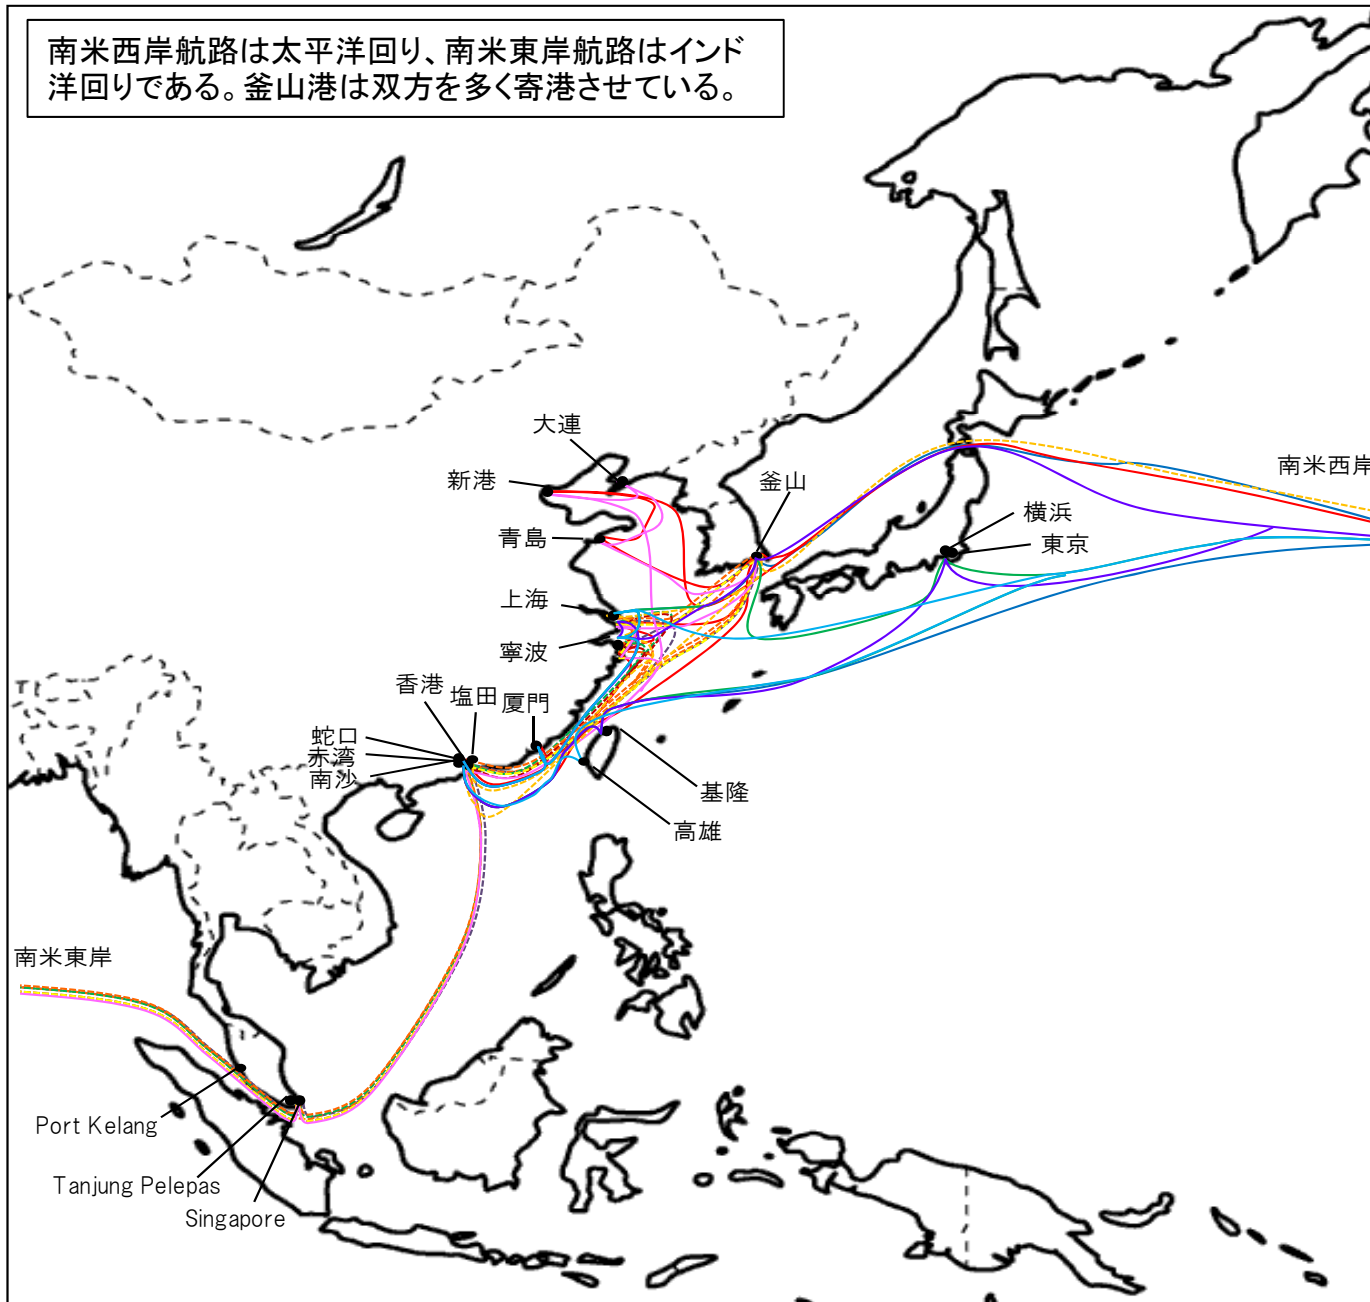 南米西岸航路は太平洋回り、南米東岸航路はインド
洋回りである。釜山港は双方を多く寄港させている。
大連
新港
釜山
南米西岸
青島
横浜
東京
上海
寧波
香港
塩田
厦門
蛇口
赤湾
南沙
基隆
高雄
南米東岸
Port Kelang
Tanjung Pelepas
Singapore